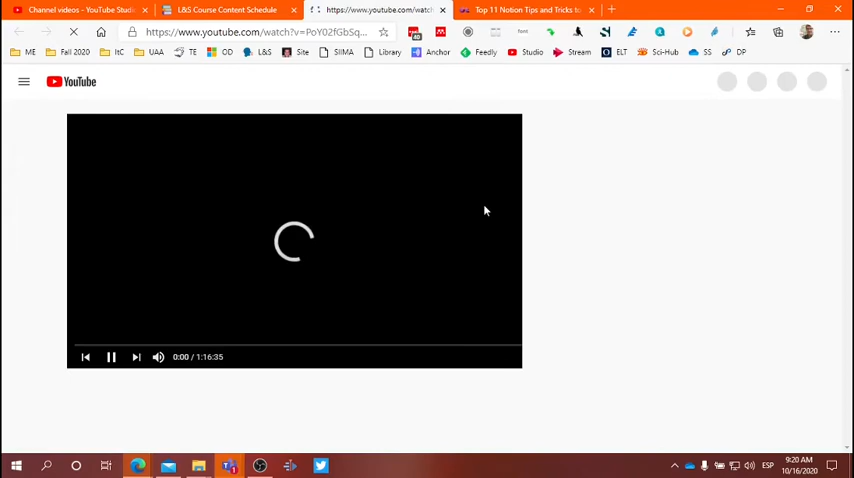 Channel videos - YouTube Studio
L&S Course Content Schedule
https://www.youtube.com/watch
Top 11 Notion Tips and Tricks to
https://www.youtube.com/watch?v=PoY02fGbSq...
40
font
ME
Fall 2020
ItC
UAA
TE
OD
L&S
Site
SIIMA
Library
Anchor
Feedly
Studio
Stream
ELT
Sci-Hub
SS
DP
YouTube
0:00 / 1:16:35
1
ESP
9:20 AM
10/16/2020